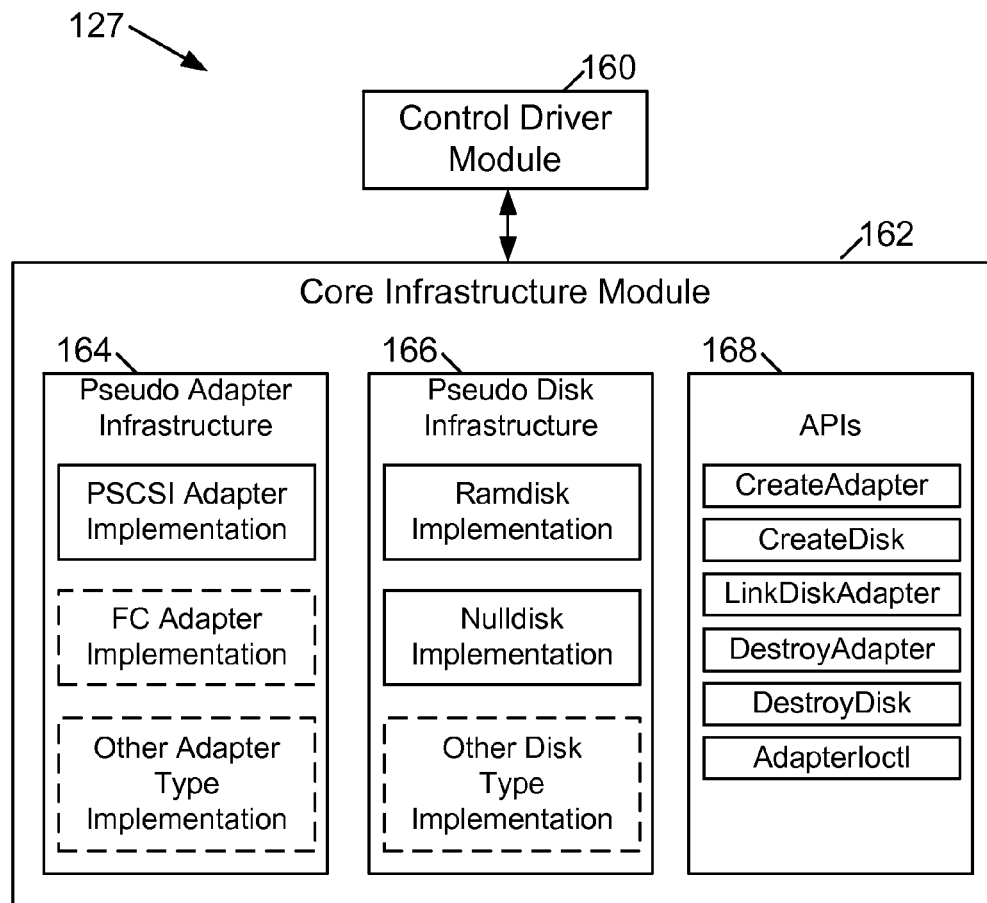 127
160
Control Driver
Module
162
Core Infrastructure Module
164
Pseudo Adapter
Infrastructure
PSCSI Adapter
Implementation
FC Adapter
Implementation
Other Adapter
Type
Implementation
166
Pseudo Disk
Infrastructure
Ramdisk
Implementation
Nulldisk
Implementation
Other Disk
Type
Implementation
168
APIs
CreateAdapter
CreateDisk
LinkDiskAdapter
DestroyAdapter
DestroyDisk
AdapterIoctl